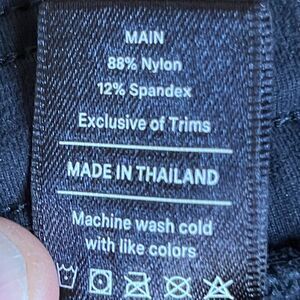 MAIN
88% Nylon
12% Spandex
Exclusive of Trims
MADE IN THAILAND
Machine wash cold
with like colors